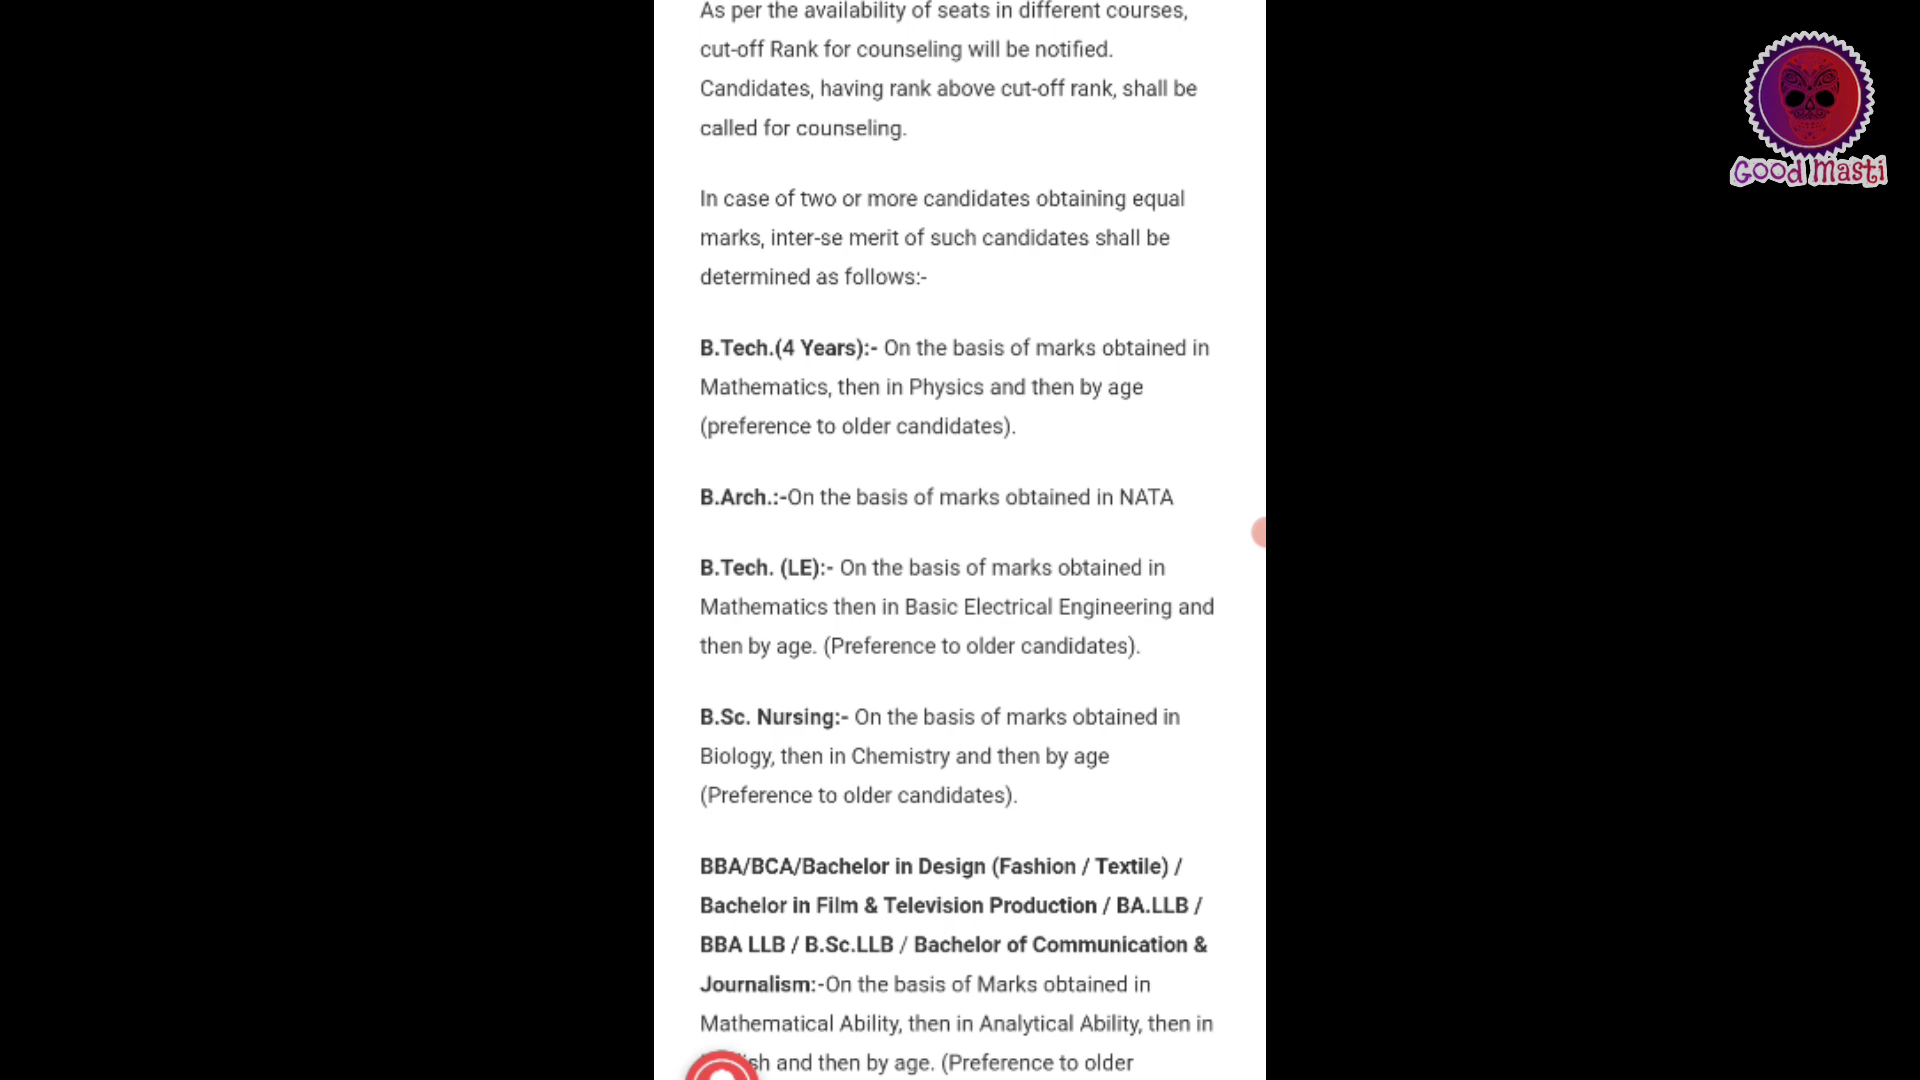 As per the availability of seats in different courses,
cut-off Rank for counseling will be notified.
Candidates, having rank above cut-off rank, shall be
called for counseling.
In case of two or more candidates obtaining equal
marks, inter-se merit of such candidates shall be
determined as follows:-
B.Tech.(4 Years):- On the basis of marks obtained in
Mathematics, then in Physics and then by age
(preference to older candidates).
B.Arch.:-On the basis of marks obtained in NATA
B.Tech. (LE):- On the basis of marks obtained in
Mathematics then in Basic Electrical Engineering and
then by age. (Preference to older candidates).
B.Sc. Nursing:- On the basis of marks obtained in
Biology, then in Chemistry and then by age
(Preference to older candidates).
BBA/BCA/Bachelor in Design (Fashion / Textile) /
Bachelor in Film & Television Production / BA.LLB /
BBA LLB / B.Sc.LLB / Bachelor of Communication &
Journalism:-On the basis of Marks obtained in
Mathematical Ability, then in Analytical Ability, then in
and then by age. (Preference to older
Good Masti